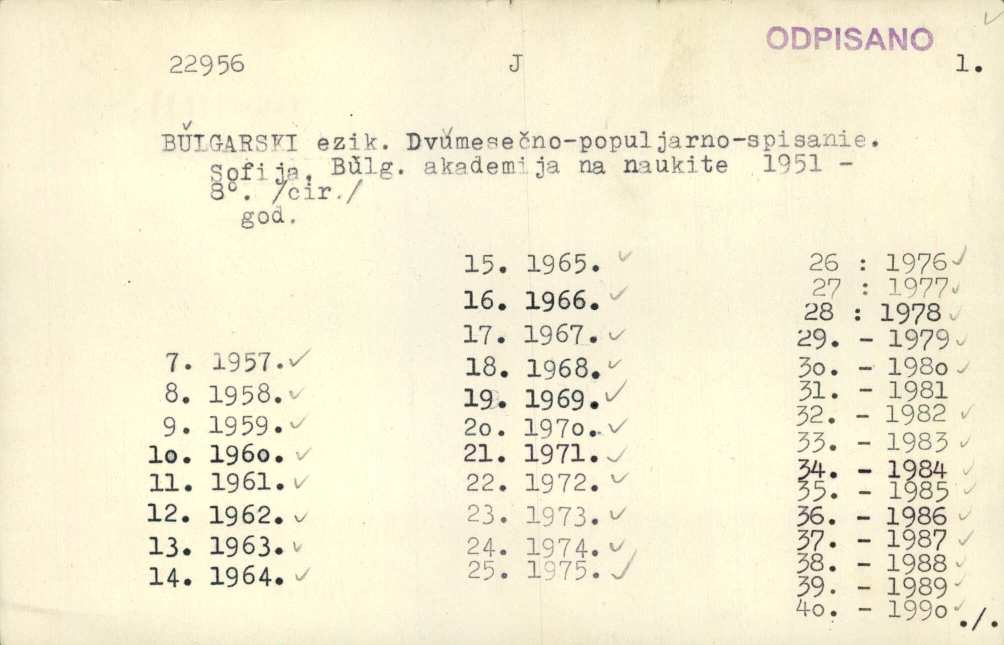 ODPISANO
22956 J 1.
BŬLGARSKI ezik. Dvúmesečno-populjarno-spisanie.
Sofija, Bŭlg. akademija na naukite 1951 -
8°. /cir./
god.
7. 1957.✓
8. 1958.✓
9. 1959.✓
1o. 196o.✓
11. 1961.✓
12. 1962.✓
13. 1963.✓
14. 1964.✓
15. 1965.✓
16. 1966.✓
17. 1967.✓
18. 1968.✓
19. 1969.✓
2o. 197o.✓
21. 1971.✓
22. 1972.✓
23. 1973.✓
24. 1974.✓
25. 1975.✓
26 : 1976✓
27 : 1977✓
28 : 1978✓
29. - 1979✓
3o. - 198o✓
31. - 1981
32. - 1982✓
33. - 1983✓
34. - 1984✓
35. - 1985✓
36. - 1986✓
37. - 1987✓
38. - 1988✓
39. - 1989✓
4o. - 199o✓
./.